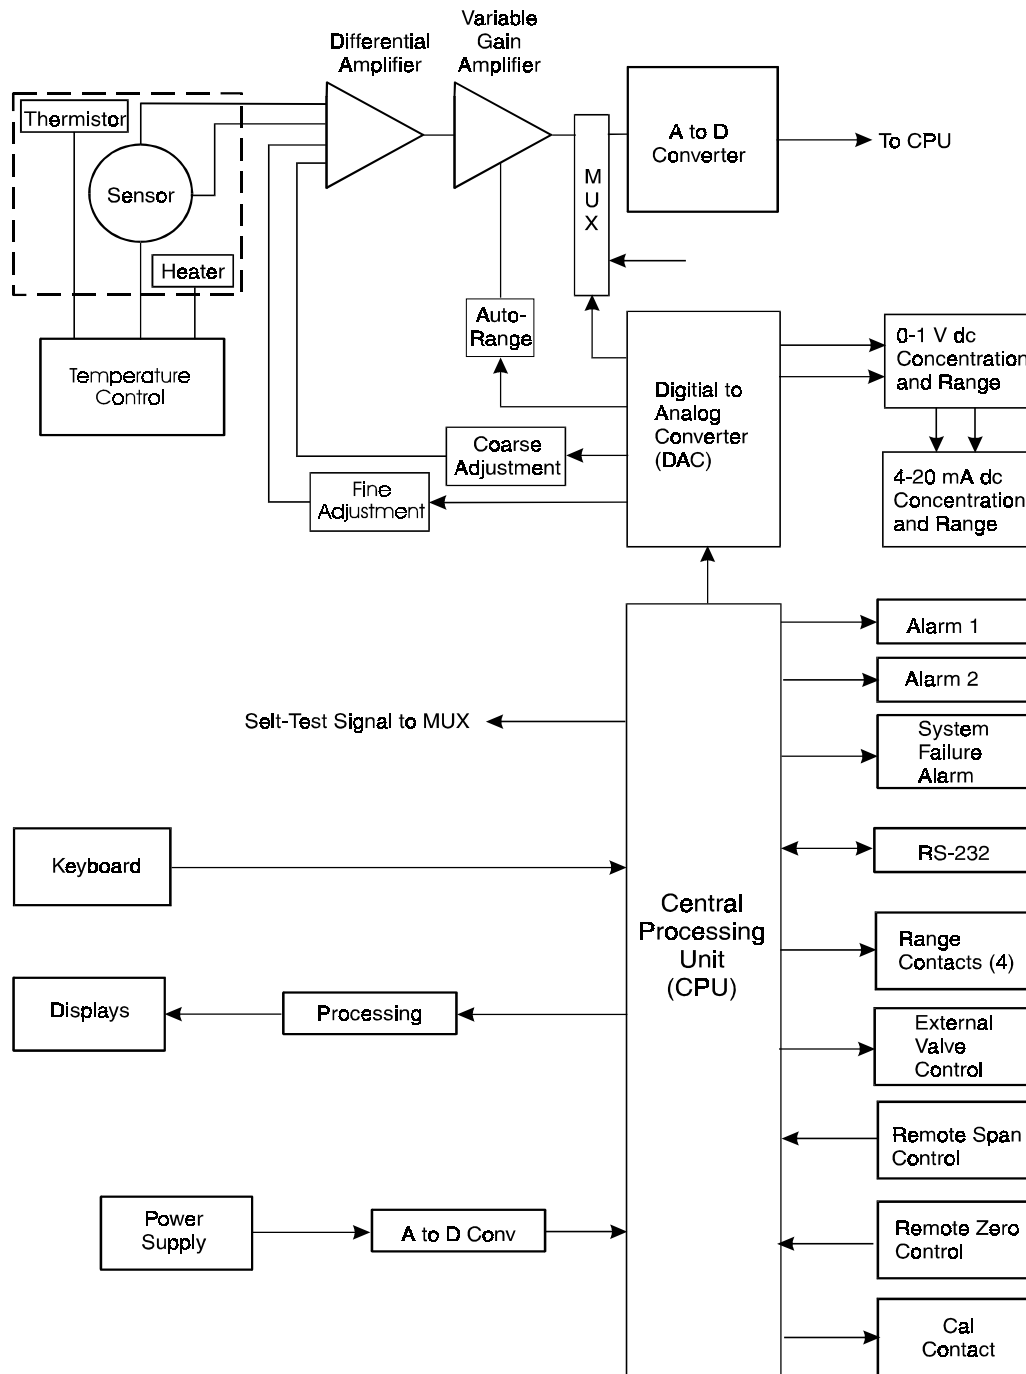 Differential
Amplifier
Variable
Gain
Amplifier
Thermistor
Sensor
Heater
Temperature
Control
A to D
Converter
To CPU
M
U
X
Auto-
Range
Coarse
Adjustment
Fine
Adjustment
Digitial to
Analog
Converter
(DAC)
0-1 V dc
Concentration
and Range
4-20 mA dc
Concentration
and Range
Alarm 1
Alarm 2
System
Failure
Alarm
Selt-Test Signal to MUX
Keyboard
RS-232
Central
Processing
Unit
(CPU)
Range
Contacts (4)
Displays
Processing
External
Valve
Control
Remote Span
Control
Power
Supply
A to D Conv
Remote Zero
Control
Cal
Contact